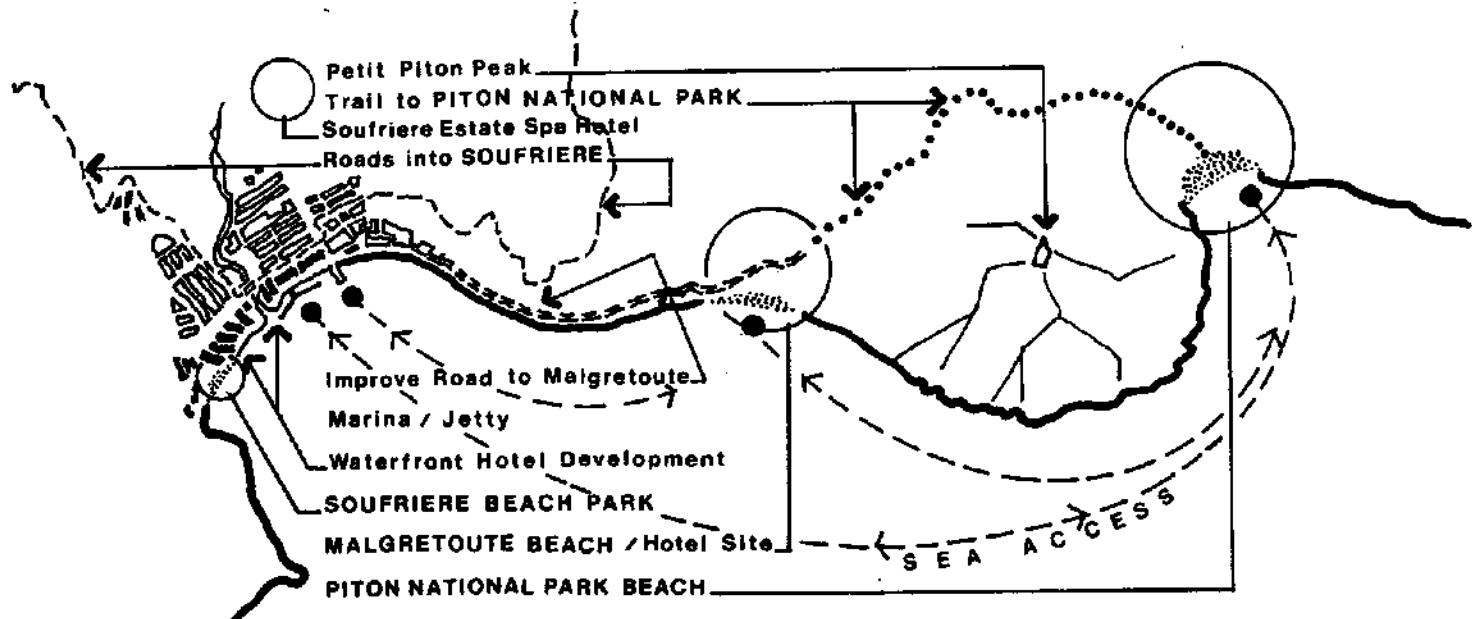 Petit Piton Peak
Trail to PITON NATIONAL PARK
Soufriere Estate Spa Hotel
Roads into SOUFRIERE
Improve Road to Malgretoute
Marina / Jetty
Waterfront Hotel Development
SOUFRIERE BEACH PARK
MALGRETOUTE BEACH / Hotel Site
PITON NATIONAL PARK BEACH
SEA ACCESS